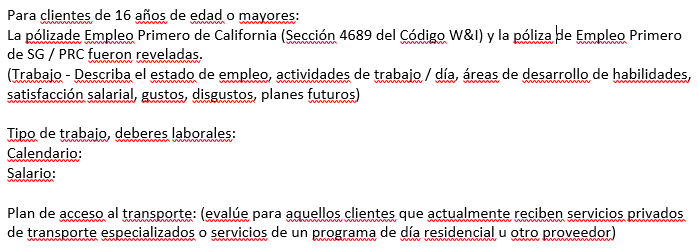 Para clientes de 16 años de edad o mayores:
La pólizade Empleo Primero de California (Sección 4689 del Código W&I) y la póliza de Empleo Primero
de SG / PRC fueron reveladas.
(Trabajo - Describa el estado de empleo, actividades de trabajo / día, áreas de desarrollo de habilidades,
satisfacción salarial, gustos, disgustos, planes futuros)
Tipo de trabajo, deberes laborales:
Calendario:
Salario:
Plan de acceso al transporte: (evalúe para aquellos clientes que actualmente reciben servicios privados
de transporte especializados o servicios de un programa de día residencial u otro proveedor)